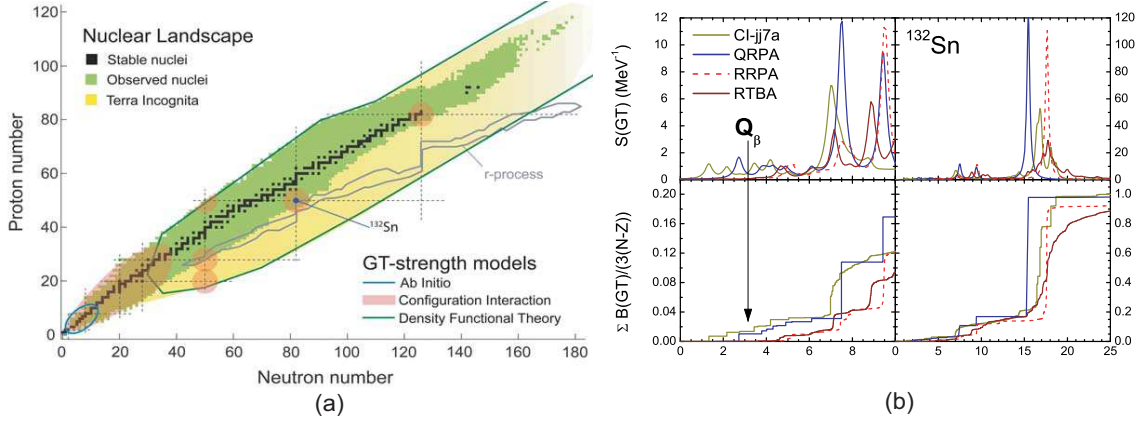 Nuclear Landscape
Stable nuclei
Observed nuclei
Terra Incognita
r-process
¹³²Sn
GT-strength models
Ab Initio
Configuration Interaction
Density Functional Theory
Proton number
120
100
80
60
40
20
0
0 20 40 60 80 100 120 140 160 180
Neutron number
(a)
S(GT) (MeV⁻¹)
12
10
8
6
4
2
0
CI-jj7a
QRPA
RRPA
RTBA
Qβ
¹³²Sn
120
100
80
60
40
20
0
Σ B(GT)/(3(N-Z))
0.20
0.16
0.12
0.08
0.04
0.00
1.0
0.8
0.6
0.4
0.2
0.0
0 2 4 6 8 0 5 10 15 20 25
(b)